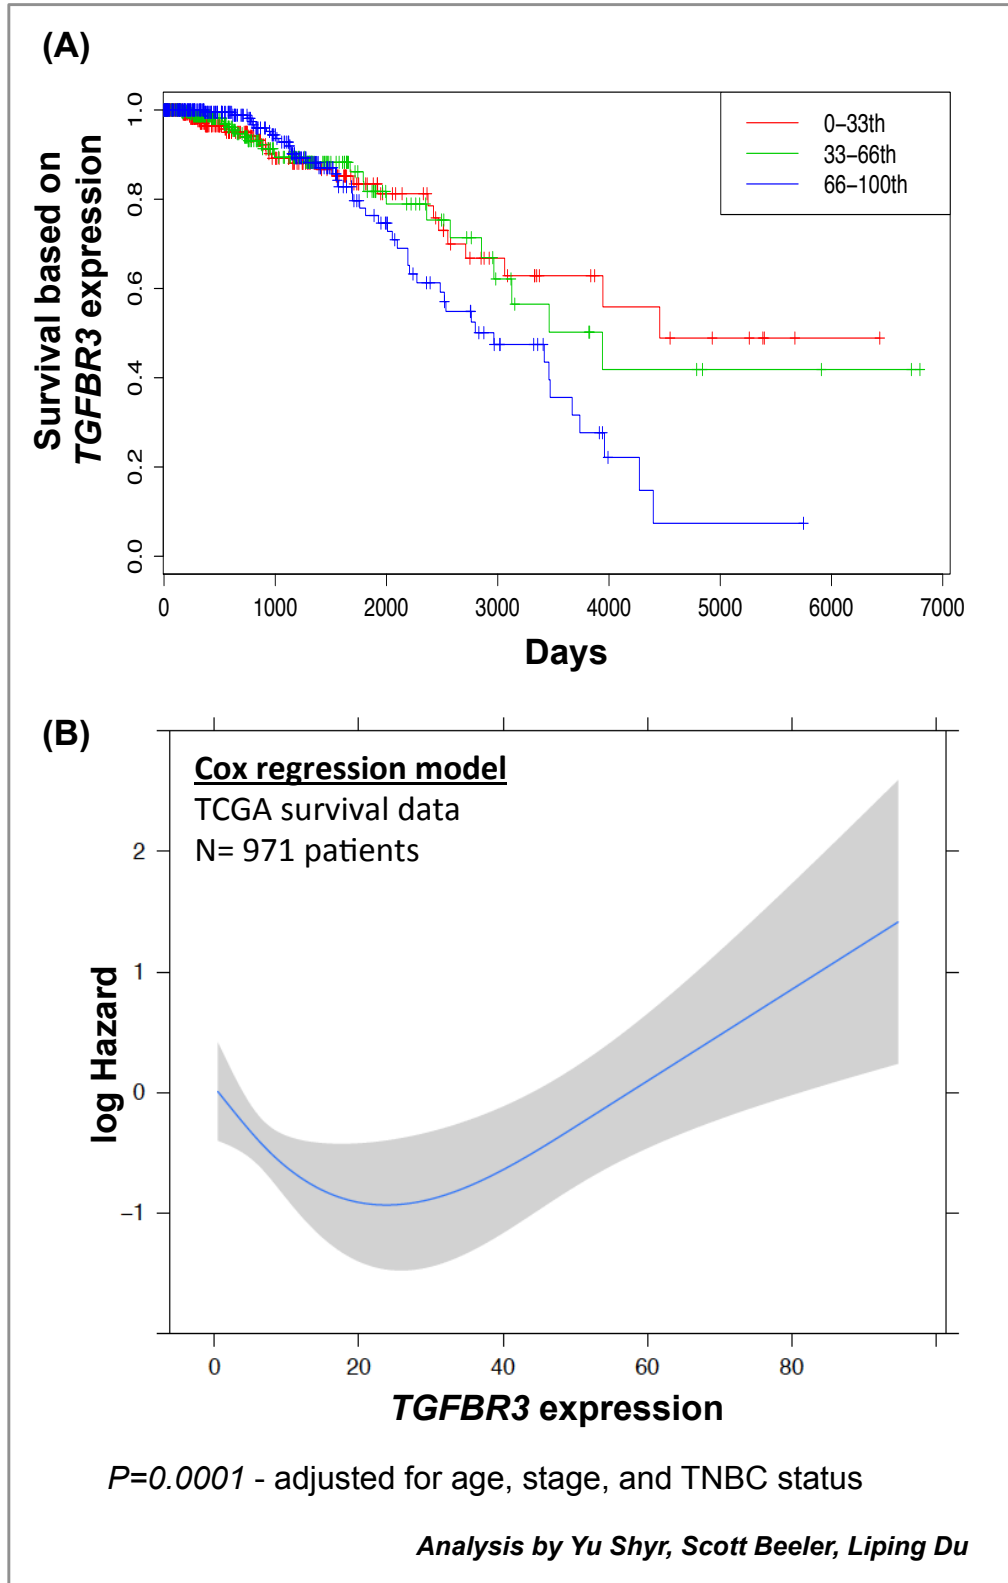 (A)
Survival based on
TGFBR3 expression
1.0
0.8
0.6
0.4
0.2
0.0
0–33th
33–66th
66–100th
0 1000 2000 3000 4000 5000 6000 7000
Days
(B)
Cox regression model
TCGA survival data
N= 971 patients
log Hazard
2
1
0
−1
0 20 40 60 80
TGFBR3 expression
P=0.0001 - adjusted for age, stage, and TNBC status
Analysis by Yu Shyr, Scott Beeler, Liping Du